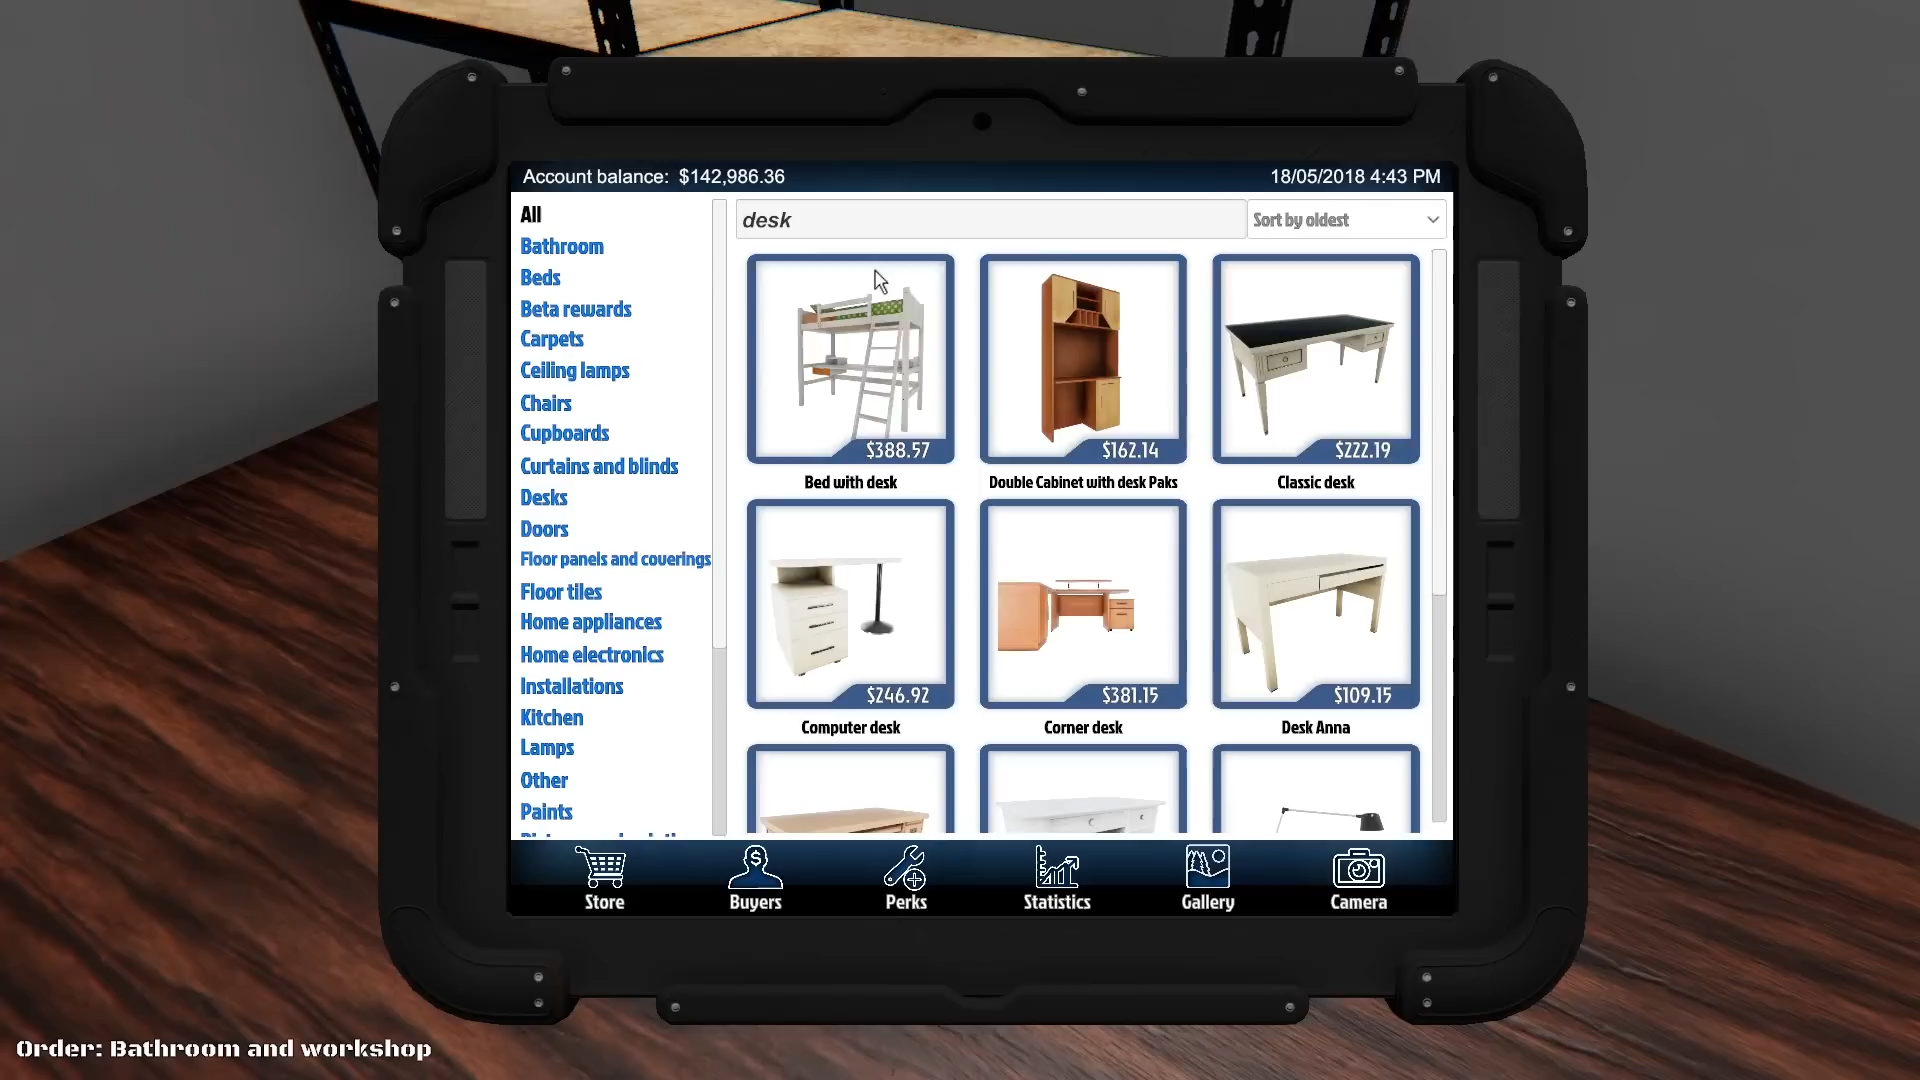 Account balance: $142,986.36
18/05/2018 4:43 PM
All
Bathroom
Beds
Beta rewards
Carpets
Ceiling lamps
Chairs
Cupboards
Curtains and blinds
Desks
Doors
Floor panels and coverings
Floor tiles
Home appliances
Home electronics
Installations
Kitchen
Lamps
Other
Paints
desk
Sort by oldest
$388.57
$162.14
$222.19
Bed with desk
Double Cabinet with desk Paks
Classic desk
$246.92
$381.15
$109.15
Computer desk
Corner desk
Desk Anna
Store
Buyers
Perks
Statistics
Gallery
Camera
Order: Bathroom and workshop